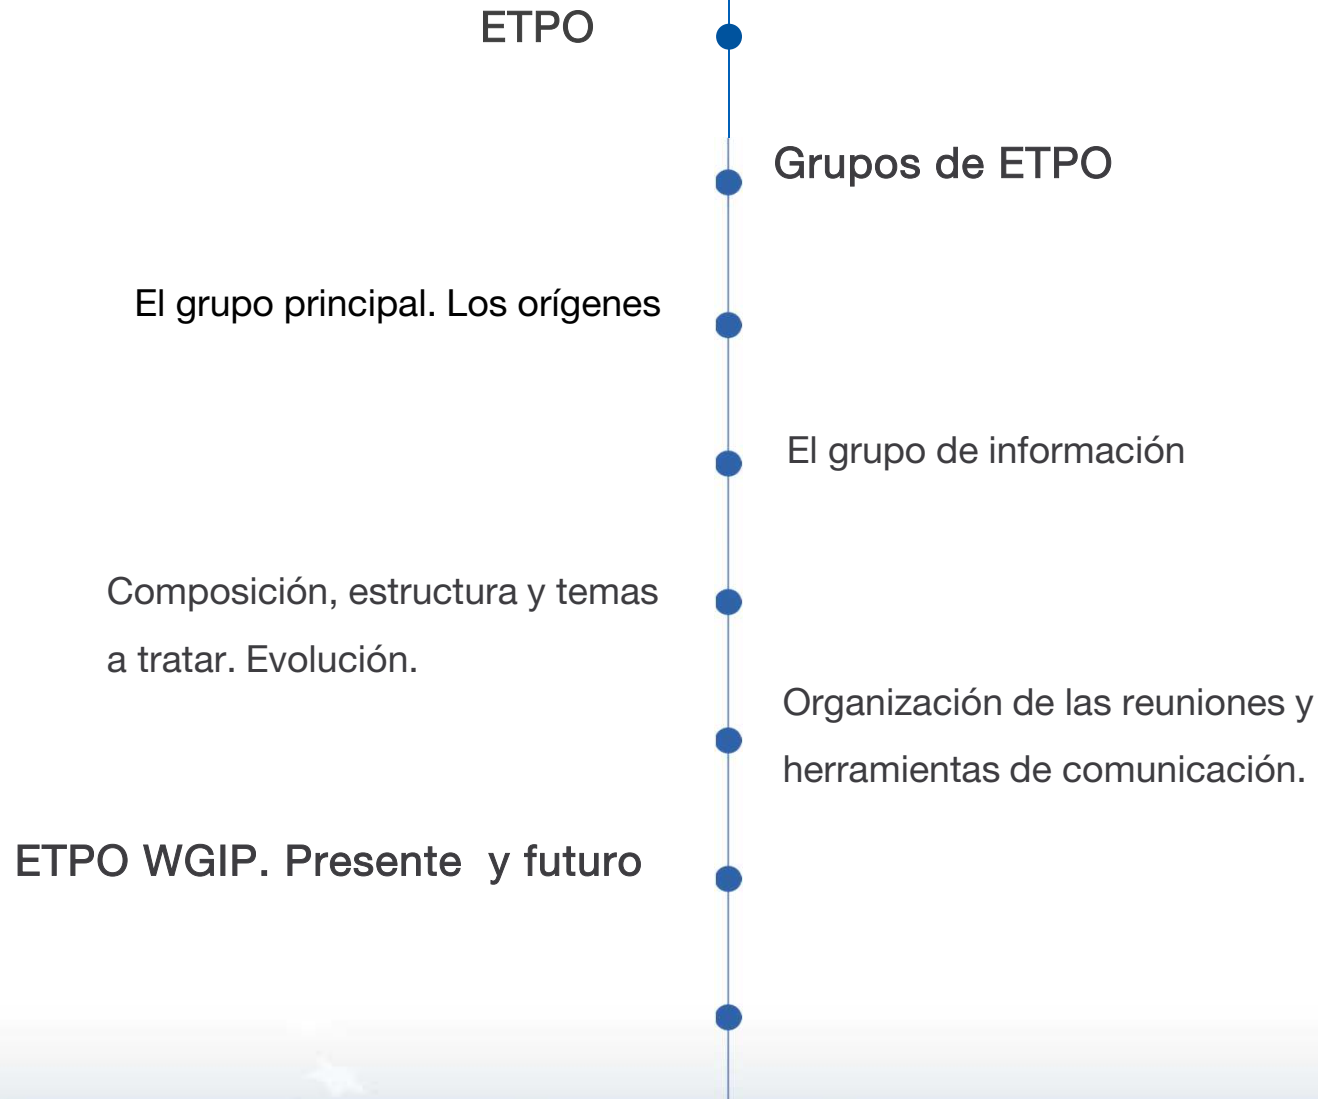 ETPO
Grupos de ETPO
El grupo principal. Los orígenes
El grupo de información
Composición, estructura y temas
a tratar. Evolución.
Organización de las reuniones y
herramientas de comunicación.
ETPO WGIP. Presente  y futuro